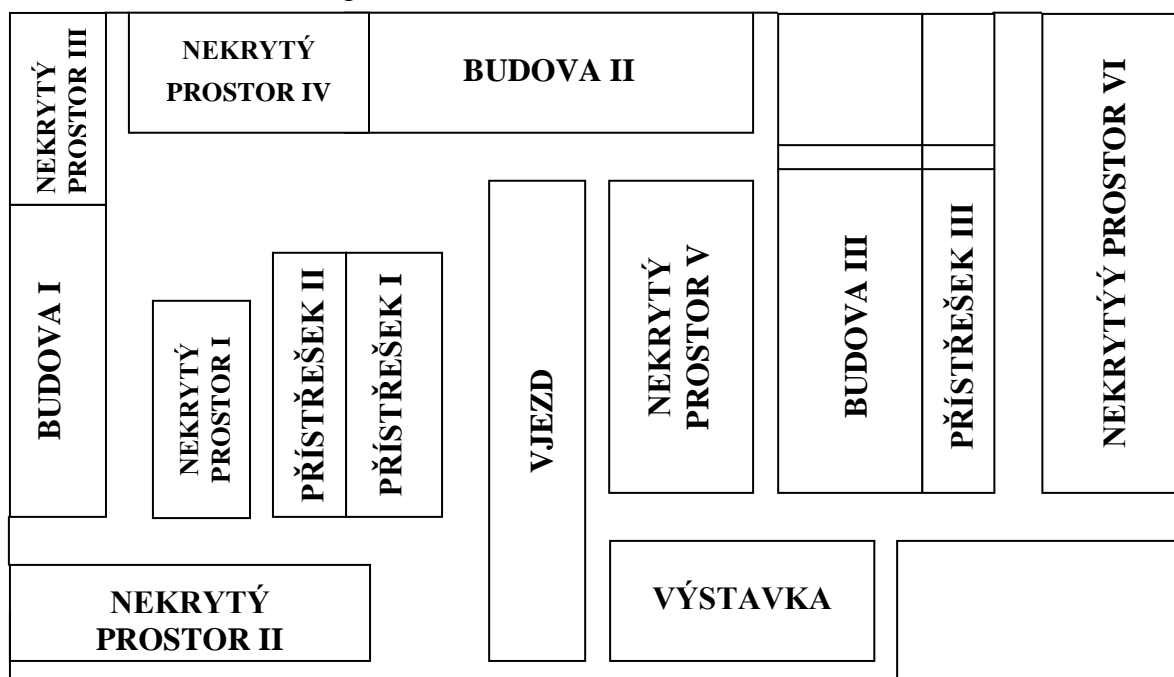 NEKRYTÝ
PROSTOR III
NEKRYTÝ
PROSTOR IV
BUDOVA II
NEKRYTÝÝ PROSTOR VI
BUDOVA I
NEKRYTÝ
PROSTOR I
PŘÍSTŘEŠEK II
PŘÍSTŘEŠEK I
VJEZD
NEKRYTÝ
PROSTOR V
BUDOVA III
PŘÍSTŘEŠEK III
NEKRYTÝ
PROSTOR II
VÝSTAVKA